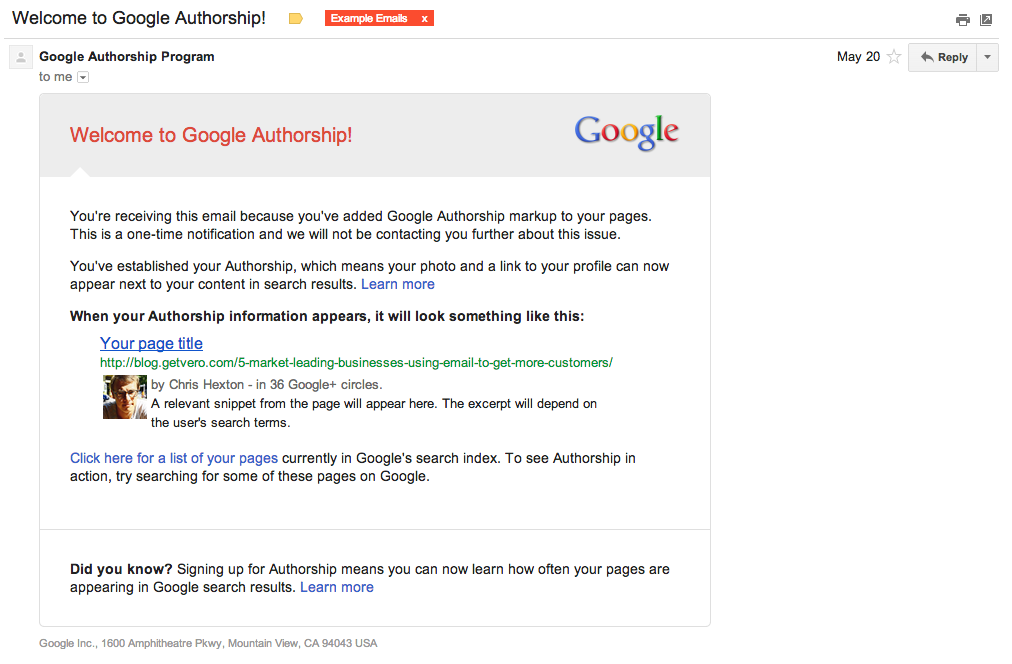 Welcome to Google Authorship!
Example Emails x
Google Authorship Program
May 20
Reply
to me
Welcome to Google Authorship!
Google
You're receiving this email because you've added Google Authorship markup to your pages.
This is a one-time notification and we will not be contacting you further about this issue.
You've established your Authorship, which means your photo and a link to your profile can now
appear next to your content in search results. Learn more
When your Authorship information appears, it will look something like this:
Your page title
http://blog.getvero.com/5-market-leading-businesses-using-email-to-get-more-customers/
by Chris Hexton - in 36 Google+ circles.
A relevant snippet from the page will appear here. The excerpt will depend on
the user's search terms.
Click here for a list of your pages currently in Google's search index. To see Authorship in
action, try searching for some of these pages on Google.
Did you know? Signing up for Authorship means you can now learn how often your pages are
appearing in Google search results. Learn more
Google Inc., 1600 Amphitheatre Pkwy, Mountain View, CA 94043 USA